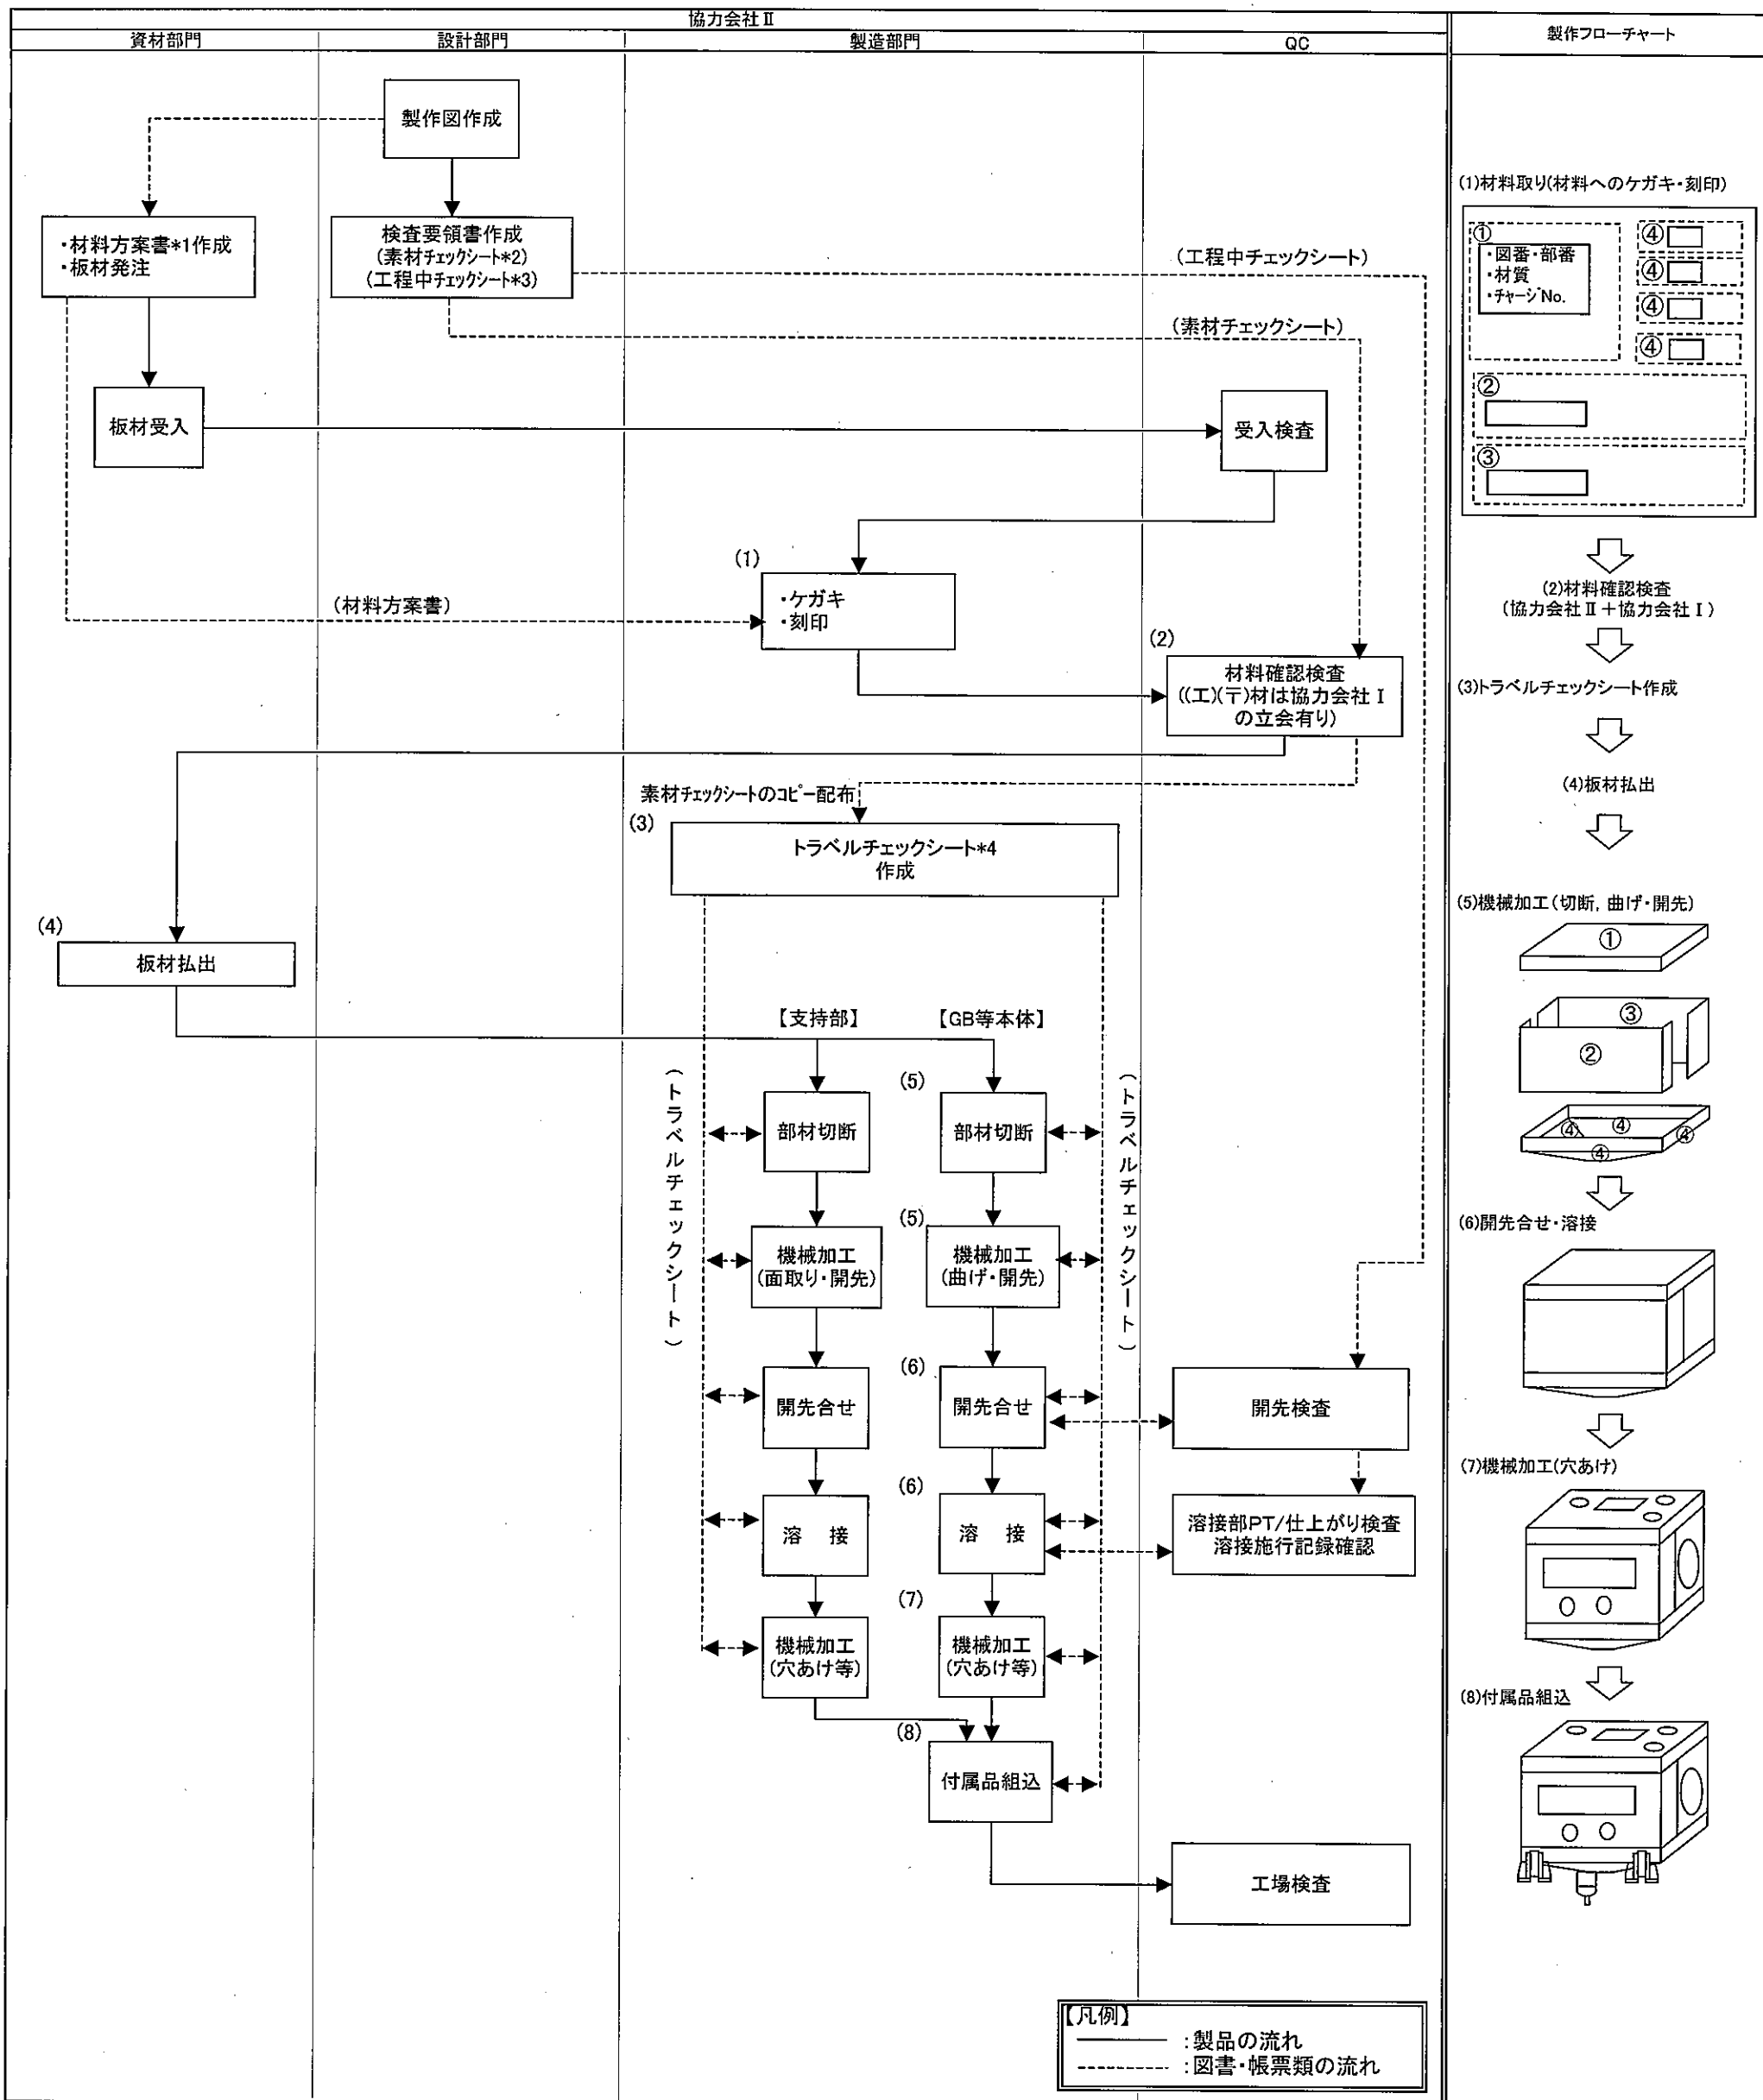 協力会社Ⅱ
資材部門
設計部門
製造部門
QC
製作フローチャート
製作図作成
・材料方案書*1作成
・板材発注
検査要領書作成
(素材チェックシート*2)
(工程中チェックシート*3)
(工程中チェックシート)
(素材チェックシート)
板材受入
受入検査
(1)
・ケガキ
・刻印
(材料方案書)
(2)
材料確認検査
((工)(〒)材は協力会社Ⅰ
の立会有り)
素材チェックシートのコピー配布
(3)
トラベルチェックシート*4
作成
(4)
板材払出
【支持部】
【GB等本体】
(トラベルチェックシート)
(トラベルチェックシート)
部材切断
(5)
部材切断
機械加工
(面取り・開先)
(5)
機械加工
(曲げ・開先)
開先合せ
(6)
開先合せ
開先検査
溶 接
(6)
溶 接
溶接部PT/仕上がり検査
溶接施行記録確認
機械加工
(穴あけ等)
(7)
機械加工
(穴あけ等)
(8)
付属品組込
工場検査
【凡例】
:製品の流れ
:図書・帳票類の流れ
(1)材料取り(材料へのケガキ・刻印)
①
・図番・部番
・材質
・チャージNo.
④
④
④
④
②
③
(2)材料確認検査
(協力会社Ⅱ+協力会社Ⅰ)
(3)トラベルチェックシート作成
(4)板材払出
(5)機械加工(切断, 曲げ・開先)
①
③
②
④
④
④
④
(6)開先合せ・溶接
(7)機械加工(穴あけ)
(8)付属品組込